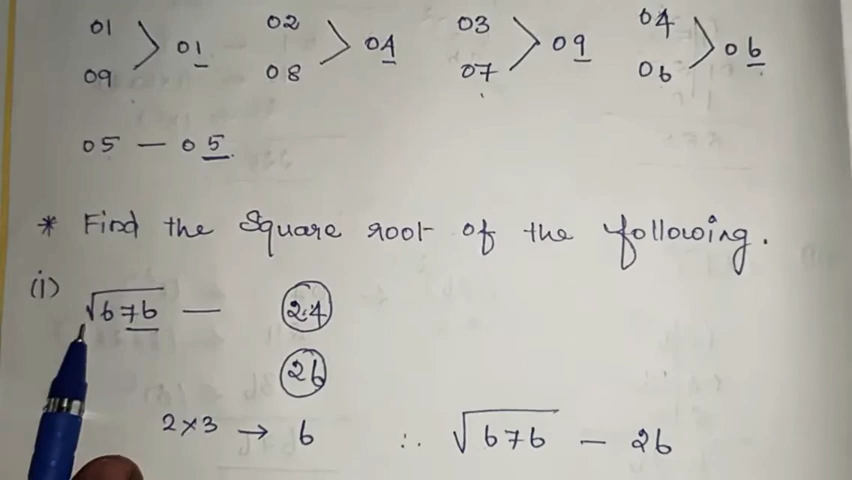 01 > 01 02 > 04 03 > 09 04 > 06
09 08 07 06
05 — 05
* Find the Square root of the following.
(i) √676 — 24
26
2×3 → 6 ∴ √676 — 26